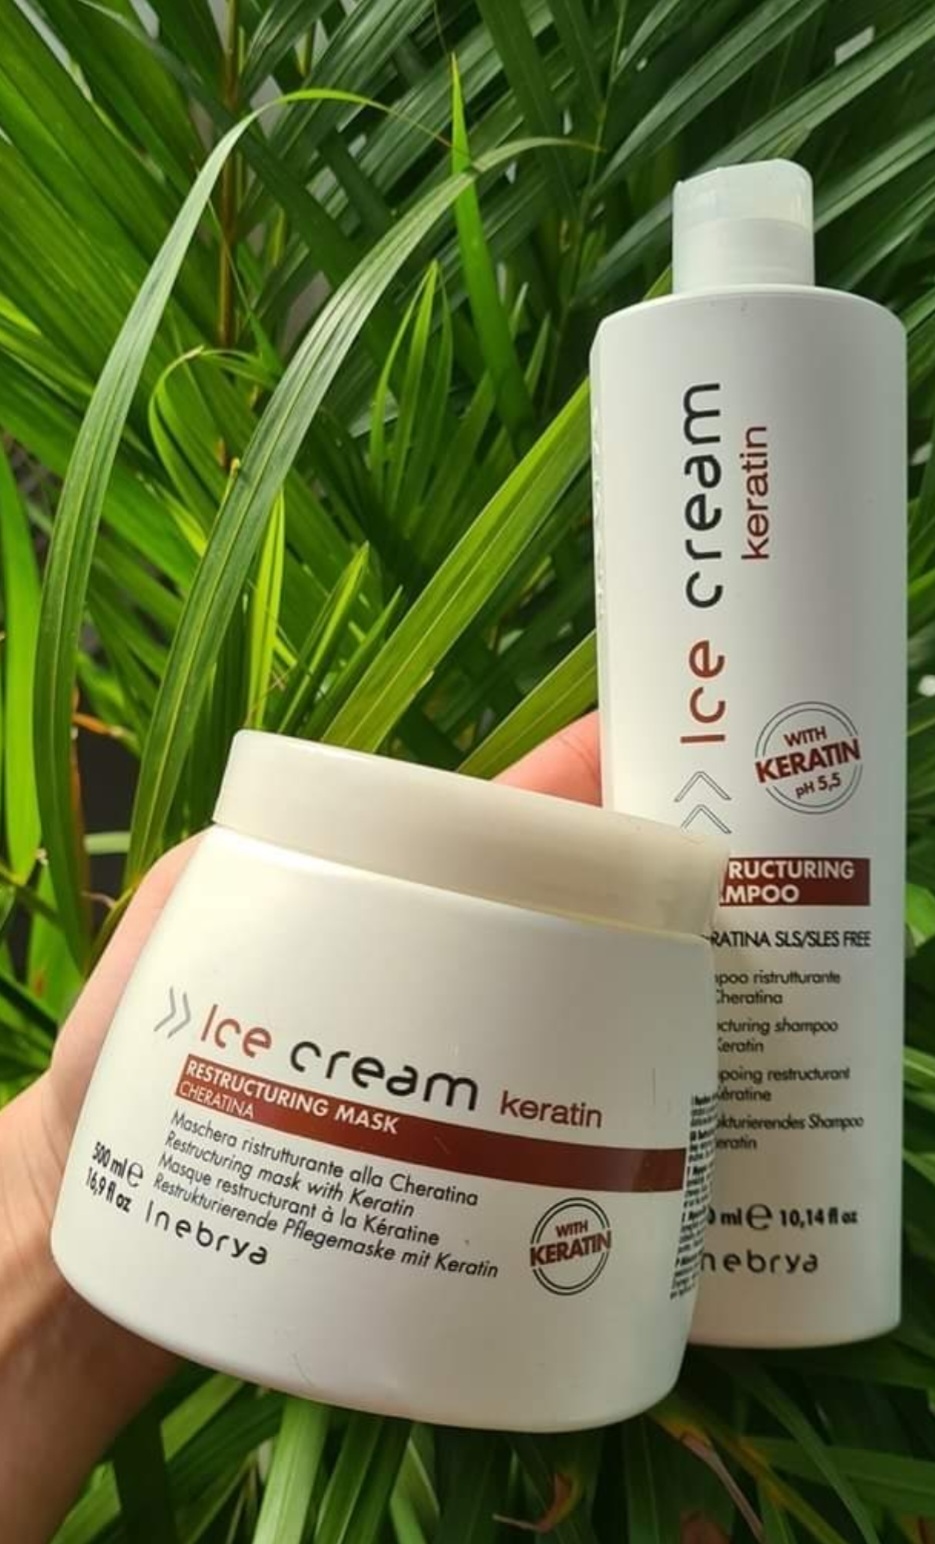 Ice cream
keratin
WITH
KERATIN
pH 5,5
RUCTURING
MPOO
RATINA SLS/SLES FREE
poo ristrutturante
Cheratina
cturing shampoo
Keratin
poing restructurant
Kératine
kturierendes Shampoo
eratin
ml e 10,14 fl oz
nebrya
Ice cream keratin
RESTRUCTURING MASK
CHERATINA
Maschera ristrutturante alla Cheratina
Restructuring mask with Keratin
Masque restructurant à la Kératine
Restrukturierende Pflegemaske mit Keratin
500 ml e
16,9 fl oz
Inebrya
WITH
KERATIN